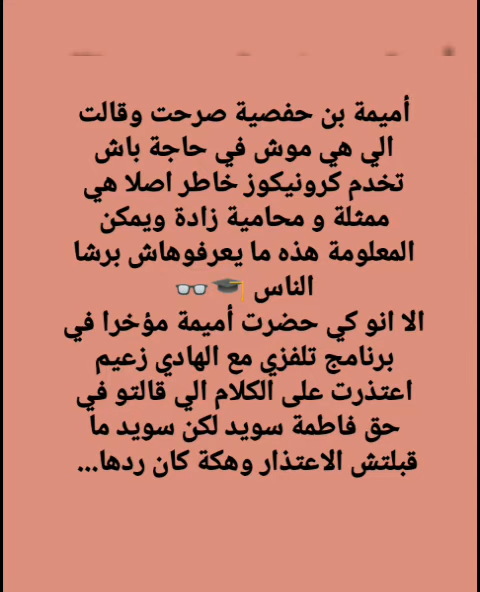 أميمة بن حفصية صرحت وقالت
الي هي موش في حاجة باش
تخدم كرونيكوز خاطر اصلا هي
ممثلة و محامية زادة ويمكن
المعلومة هذه ما يعرفوهاش برشا
الناس 🎓👓
الا انو كي حضرت أميمة مؤخرا في
برنامج تلفزي مع الهادي زعيم
اعتذرت على الكلام الي قالتو في
حق فاطمة سويد لكن سويد ما
قبلتش الاعتذار وهكة كان ردها...